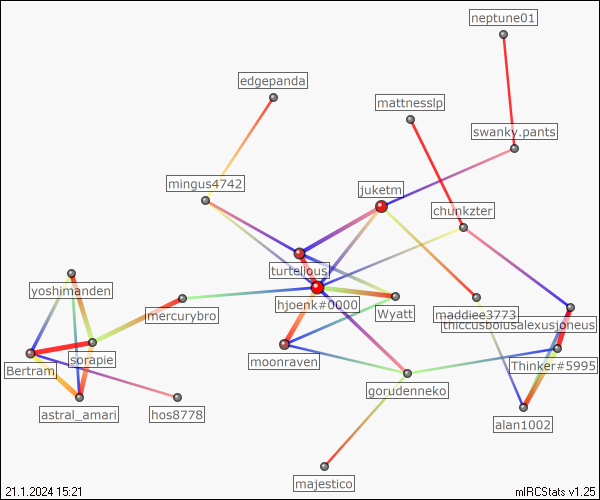 neptune01
edgepanda
mattnesslp
swanky.pants
mingus4742
juketm
chunkzter
turtelious
yoshimanden
hjoenk#0000
mercurybro
Wyatt
maddiee3773
thiccusbolusalexusjoneus
sorapie
moonraven
Thinker#5995
Bertram
gorudenneko
astral_amari
hos8778
alan1002
majestico
21.1.2024 15:21
mIRCStats v1.25